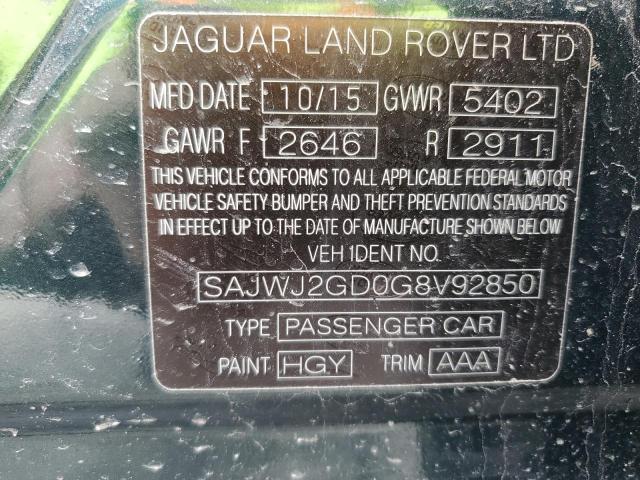 JAGUAR LAND ROVER LTD
MFD DATE 10/15 GVWR 5402
GAWR F 2646 R 2911
THIS VEHICLE CONFORMS TO ALL APPLICABLE FEDERAL MOTOR
VEHICLE SAFETY BUMPER AND THEFT PREVENTION STANDARDS
IN EFFECT UP TO THE DATE OF MANUFACTURE SHOWN BELOW
VEH 1DENT NO.
SAJWJ2GD0G8V92850
TYPE PASSENGER CAR
PAINT HGY TRIM AAA